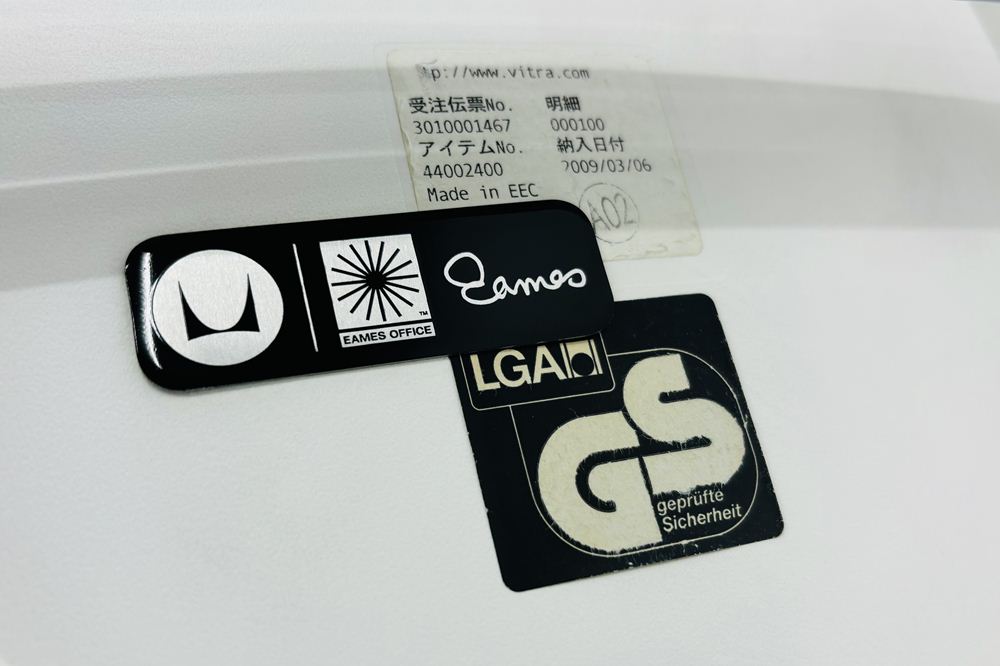 tp://www.vitra.com
受注伝票No. 明細
3010001467 000100
アイテムNo. 納入日付
44002400 2009/03/06
Made in EEC
A02
TM
EAMES OFFICE
Eames
LGA
GS
geprüfte
Sicherheit